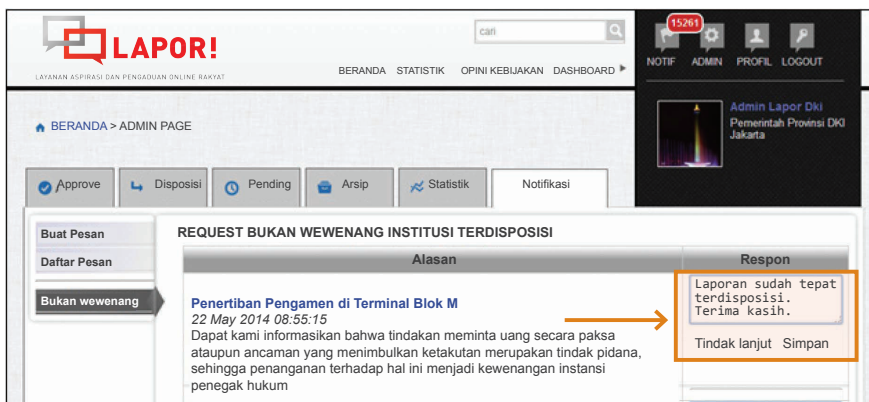 LAPOR!
LAYANAN ASPIRASI DAN PENGADUAN ONLINE RAKYAT
cari
BERANDA STATISTIK OPINI KEBIJAKAN DASHBOARD
15261
NOTIF ADMIN PROFIL LOGOUT
Admin Lapor Dki
Pemerintah Provinsi DKI
Jakarta
BERANDA > ADMIN PAGE
Approve Disposisi Pending Arsip Statistik Notifikasi
Buat Pesan
Daftar Pesan
Bukan wewenang
REQUEST BUKAN WEWENANG INSTITUSI TERDISPOSISI
Alasan Respon
Penertiban Pengamen di Terminal Blok M
22 May 2014 08:55:15
Dapat kami informasikan bahwa tindakan meminta uang secara paksa
ataupun ancaman yang menimbulkan ketakutan merupakan tindak pidana,
sehingga penanganan terhadap hal ini menjadi kewenangan instansi
penegak hukum
Laporan sudah tepat
terdisposisi.
Terima kasih.
Tindak lanjut Simpan